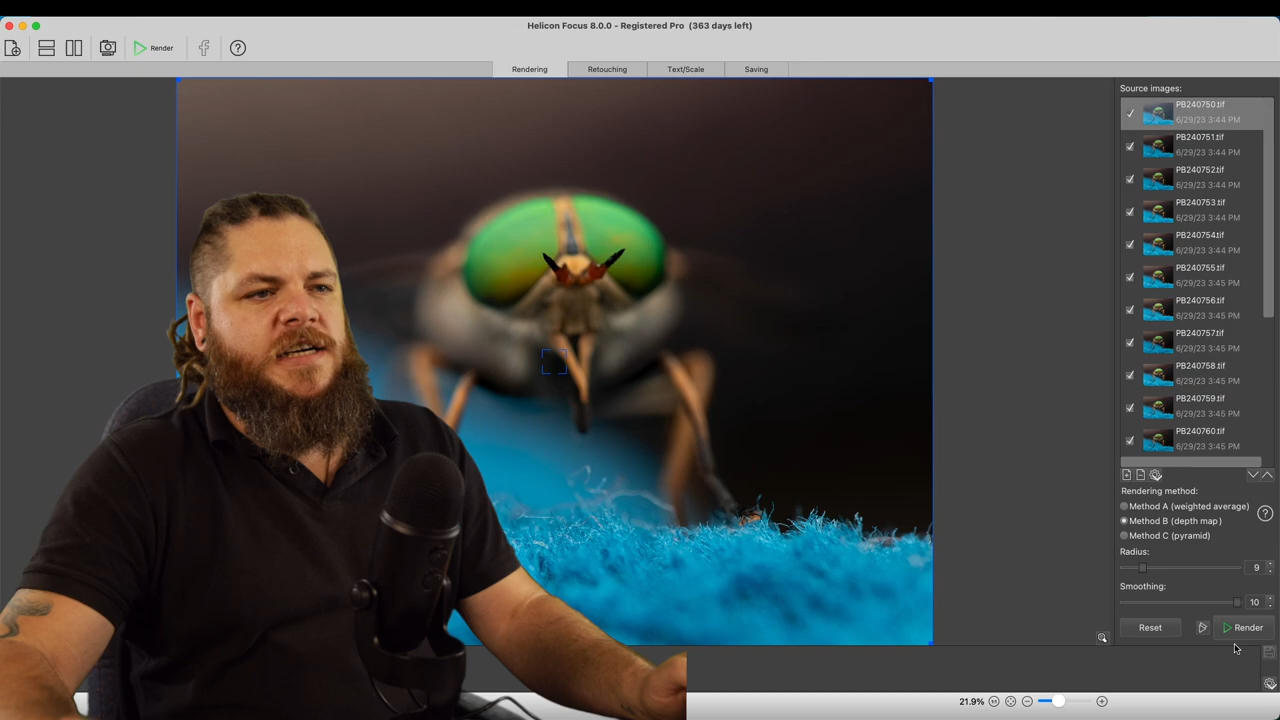 Helicon Focus 8.0.0 - Registered Pro (363 days left)
Render
Rendering
Retouching
Text/Scale
Saving
Source images:
PB240750.tif
6/29/23 3:44 PM
PB240751.tif
6/29/23 3:44 PM
PB240752.tif
6/29/23 3:44 PM
PB240753.tif
6/29/23 3:44 PM
PB240754.tif
6/29/23 3:44 PM
PB240755.tif
6/29/23 3:45 PM
PB240756.tif
6/29/23 3:45 PM
PB240757.tif
6/29/23 3:45 PM
PB240758.tif
6/29/23 3:45 PM
PB240759.tif
6/29/23 3:45 PM
PB240760.tif
6/29/23 3:45 PM
Rendering method:
Method A (weighted average)
Method B (depth map)
Method C (pyramid)
Radius:
9
Smoothing:
10
Reset
Render
21.9%